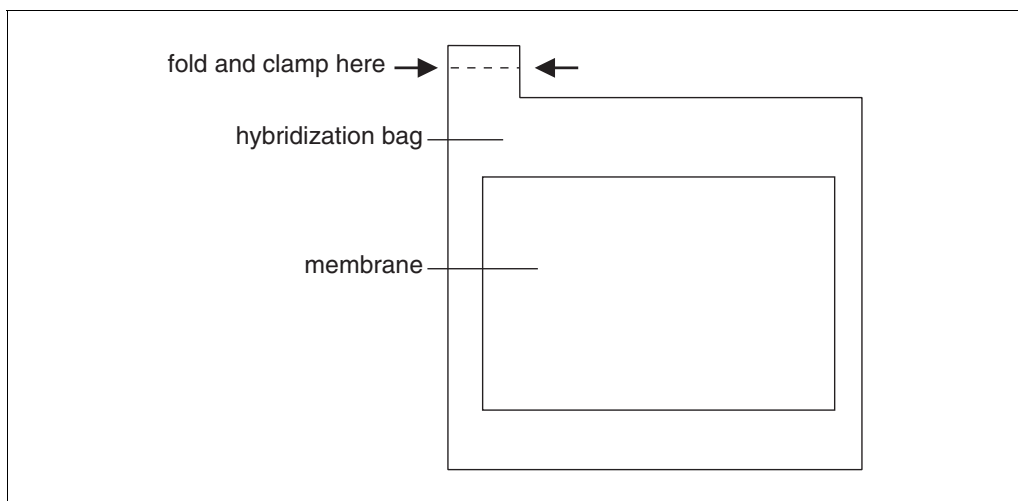 fold and clamp here
hybridization bag
membrane